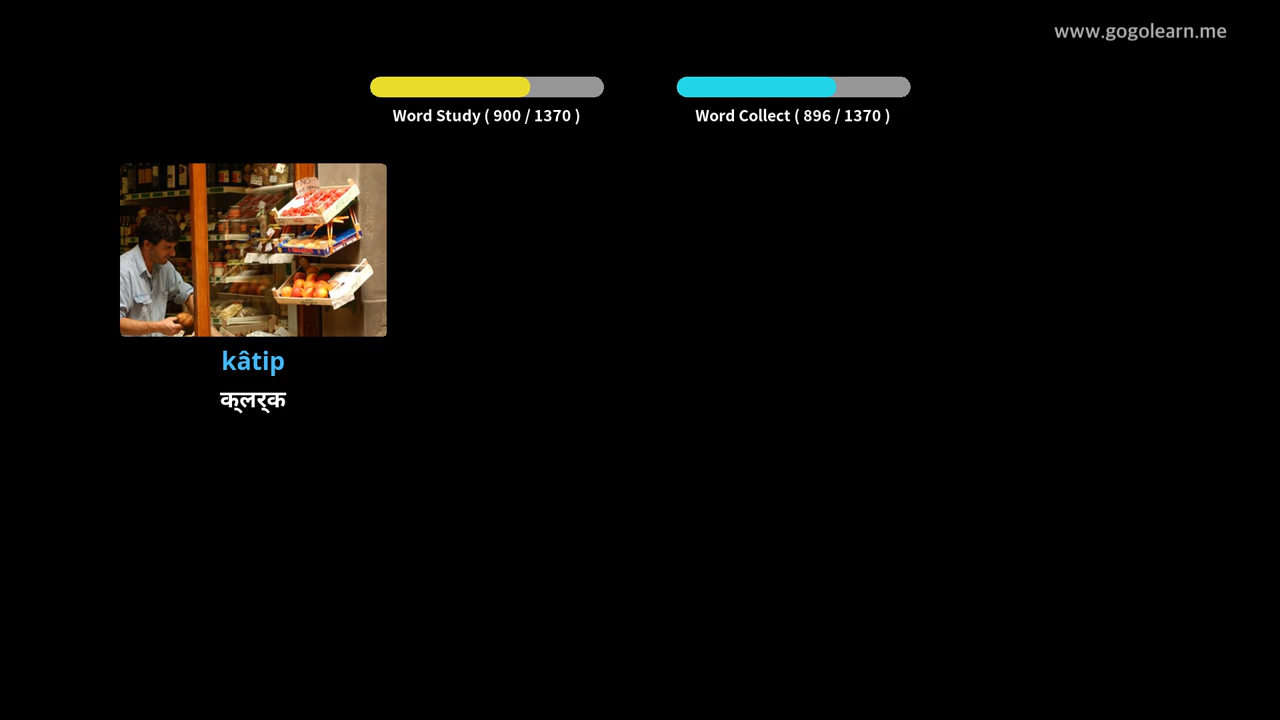 www.gogolearn.me
Word Study ( 900 / 1370 )
Word Collect ( 896 / 1370 )
kâtip
क्लर्क